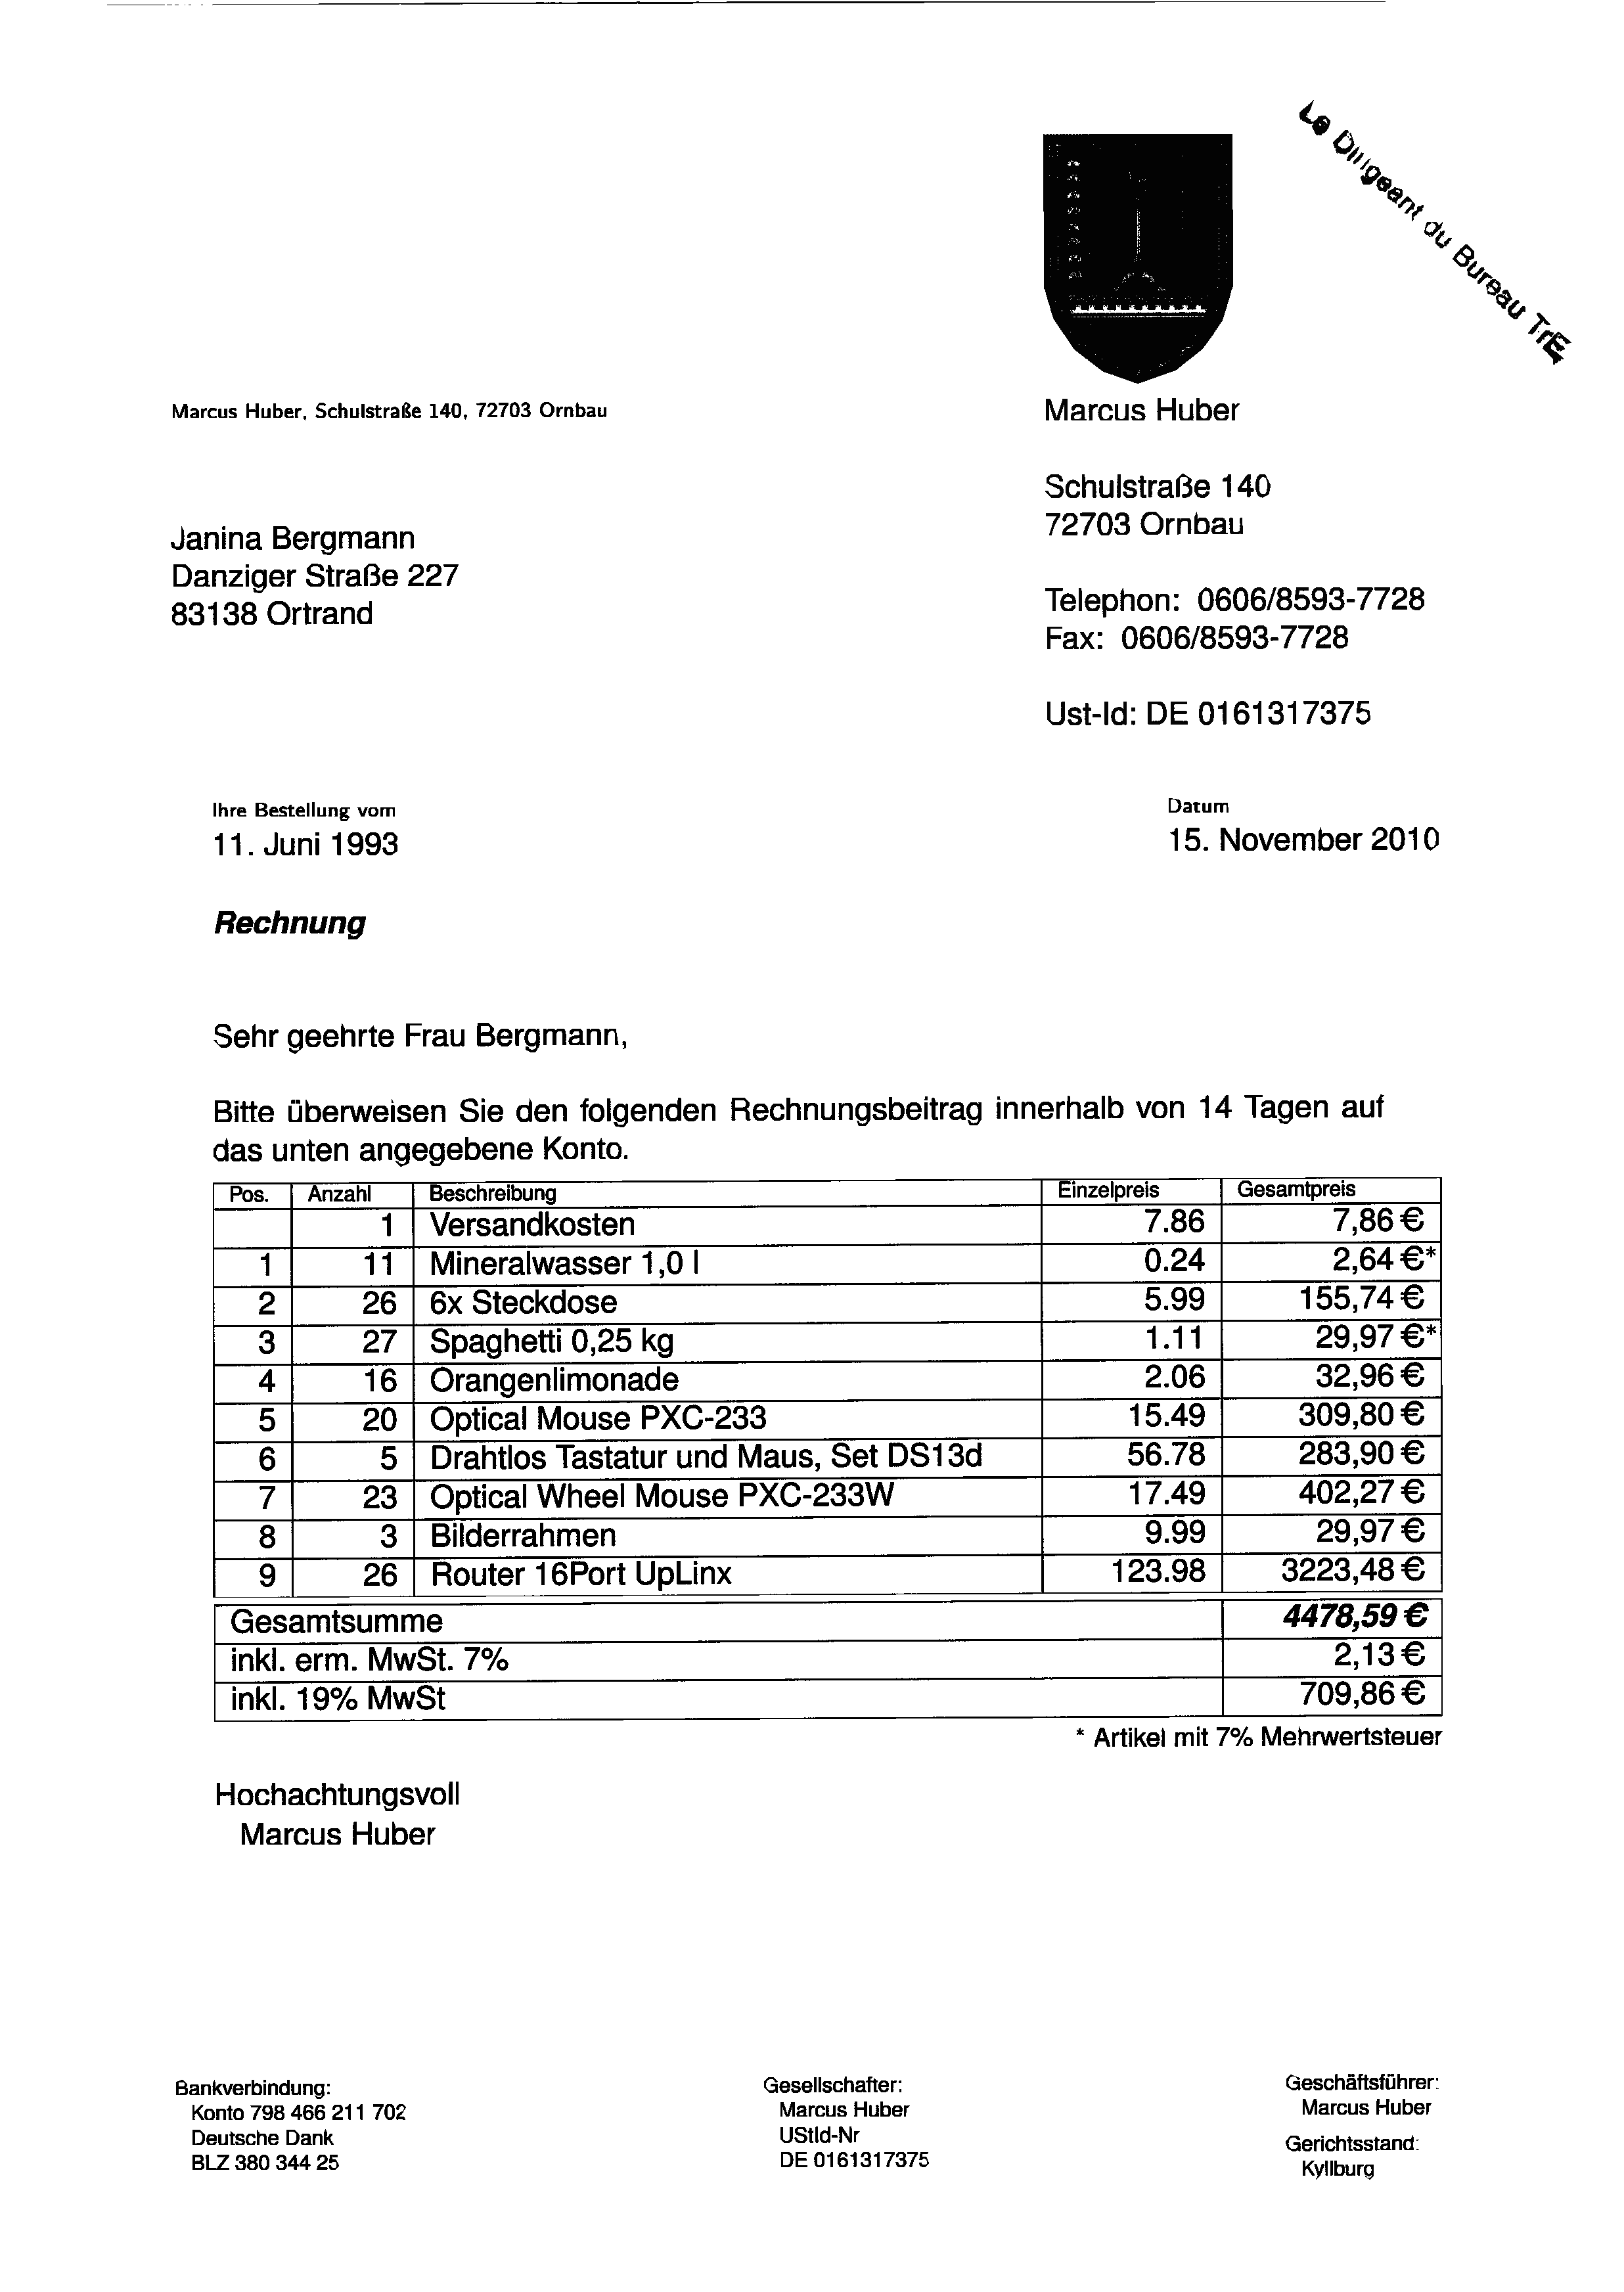 Le Dirigeant du Bureau TrE
Marcus Huber, Schulstraße 140, 72703 Ornbau
Marcus Huber
Schulstraße 140
72703 Ornbau
Janina Bergmann
Danziger Straße 227
83138 Ortrand
Telephon: 0606/8593-7728
Fax: 0606/8593-7728
Ust-Id: DE 0161317375
Ihre Bestellung vom
11. Juni 1993
Datum
15. November 2010
Rechnung
Sehr geehrte Frau Bergmann,
Bitte überweisen Sie den folgenden Rechnungsbeitrag innerhalb von 14 Tagen auf
das unten angegebene Konto.
Pos. Anzahl Beschreibung Einzelpreis Gesamtpreis
1 Versandkosten 7.86 7,86 €
1 11 Mineralwasser 1,0 l 0.24 2,64 €*
2 26 6x Steckdose 5.99 155,74 €
3 27 Spaghetti 0,25 kg 1.11 29,97 €*
4 16 Orangenlimonade 2.06 32,96 €
5 20 Optical Mouse PXC-233 15.49 309,80 €
6 5 Drahtlos Tastatur und Maus, Set DS13d 56.78 283,90 €
7 23 Optical Wheel Mouse PXC-233W 17.49 402,27 €
8 3 Bilderrahmen 9.99 29,97 €
9 26 Router 16Port UpLinx 123.98 3223,48 €
Gesamtsumme 4478,59 €
inkl. erm. MwSt. 7% 2,13 €
inkl. 19% MwSt 709,86 €
* Artikel mit 7% Mehrwertsteuer
Hochachtungsvoll
Marcus Huber
Bankverbindung:
Konto 798 466 211 702
Deutsche Dank
BLZ 380 344 25
Gesellschafter:
Marcus Huber
UStId-Nr
DE 0161317375
Geschäftsführer:
Marcus Huber
Gerichtsstand:
Kyllburg